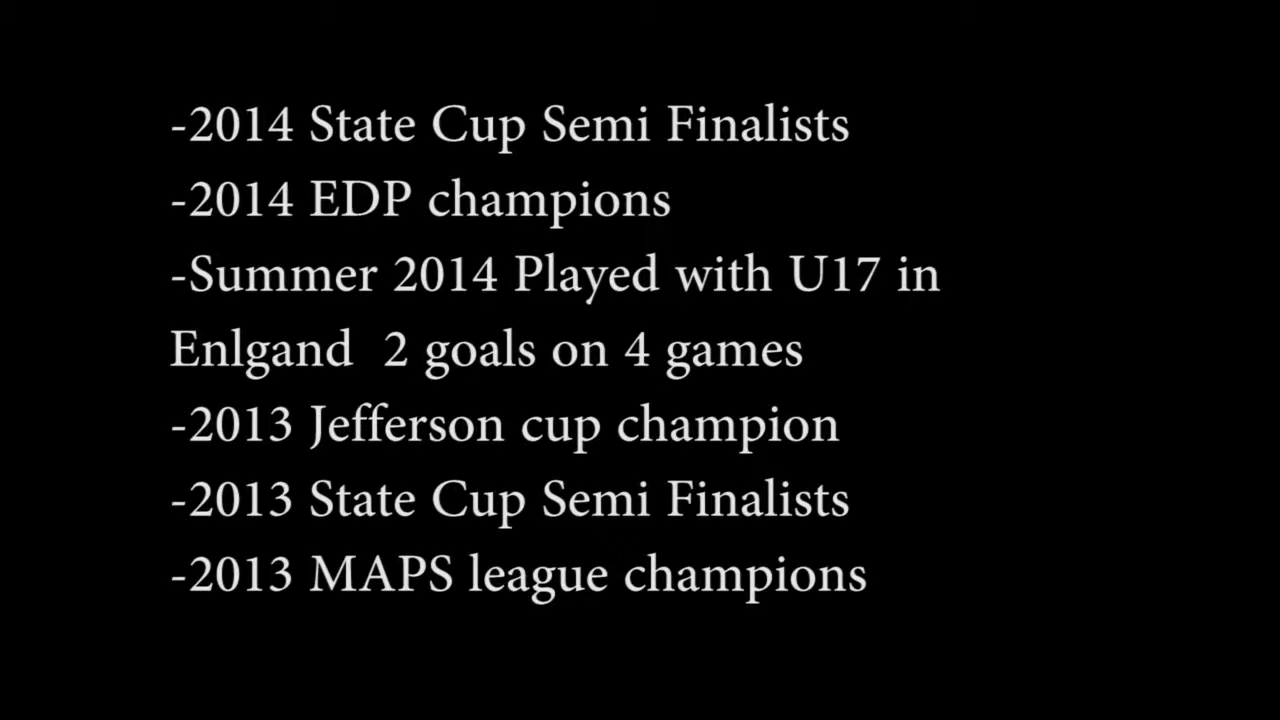 -2014 State Cup Semi Finalists
-2014 EDP champions
-Summer 2014 Played with U17 in
Enlgand  2 goals on 4 games
-2013 Jefferson cup champion
-2013 State Cup Semi Finalists
-2013 MAPS league champions